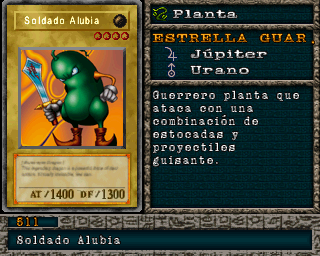 Soldado Alubia
AT/1400 DF/1300
Planta
ESTRELLA GUAR.
Júpiter
Urano
Guerrero planta que
ataca con una
combinación de
estocadas y
proyectiles
guisante.
511
Soldado Alubia